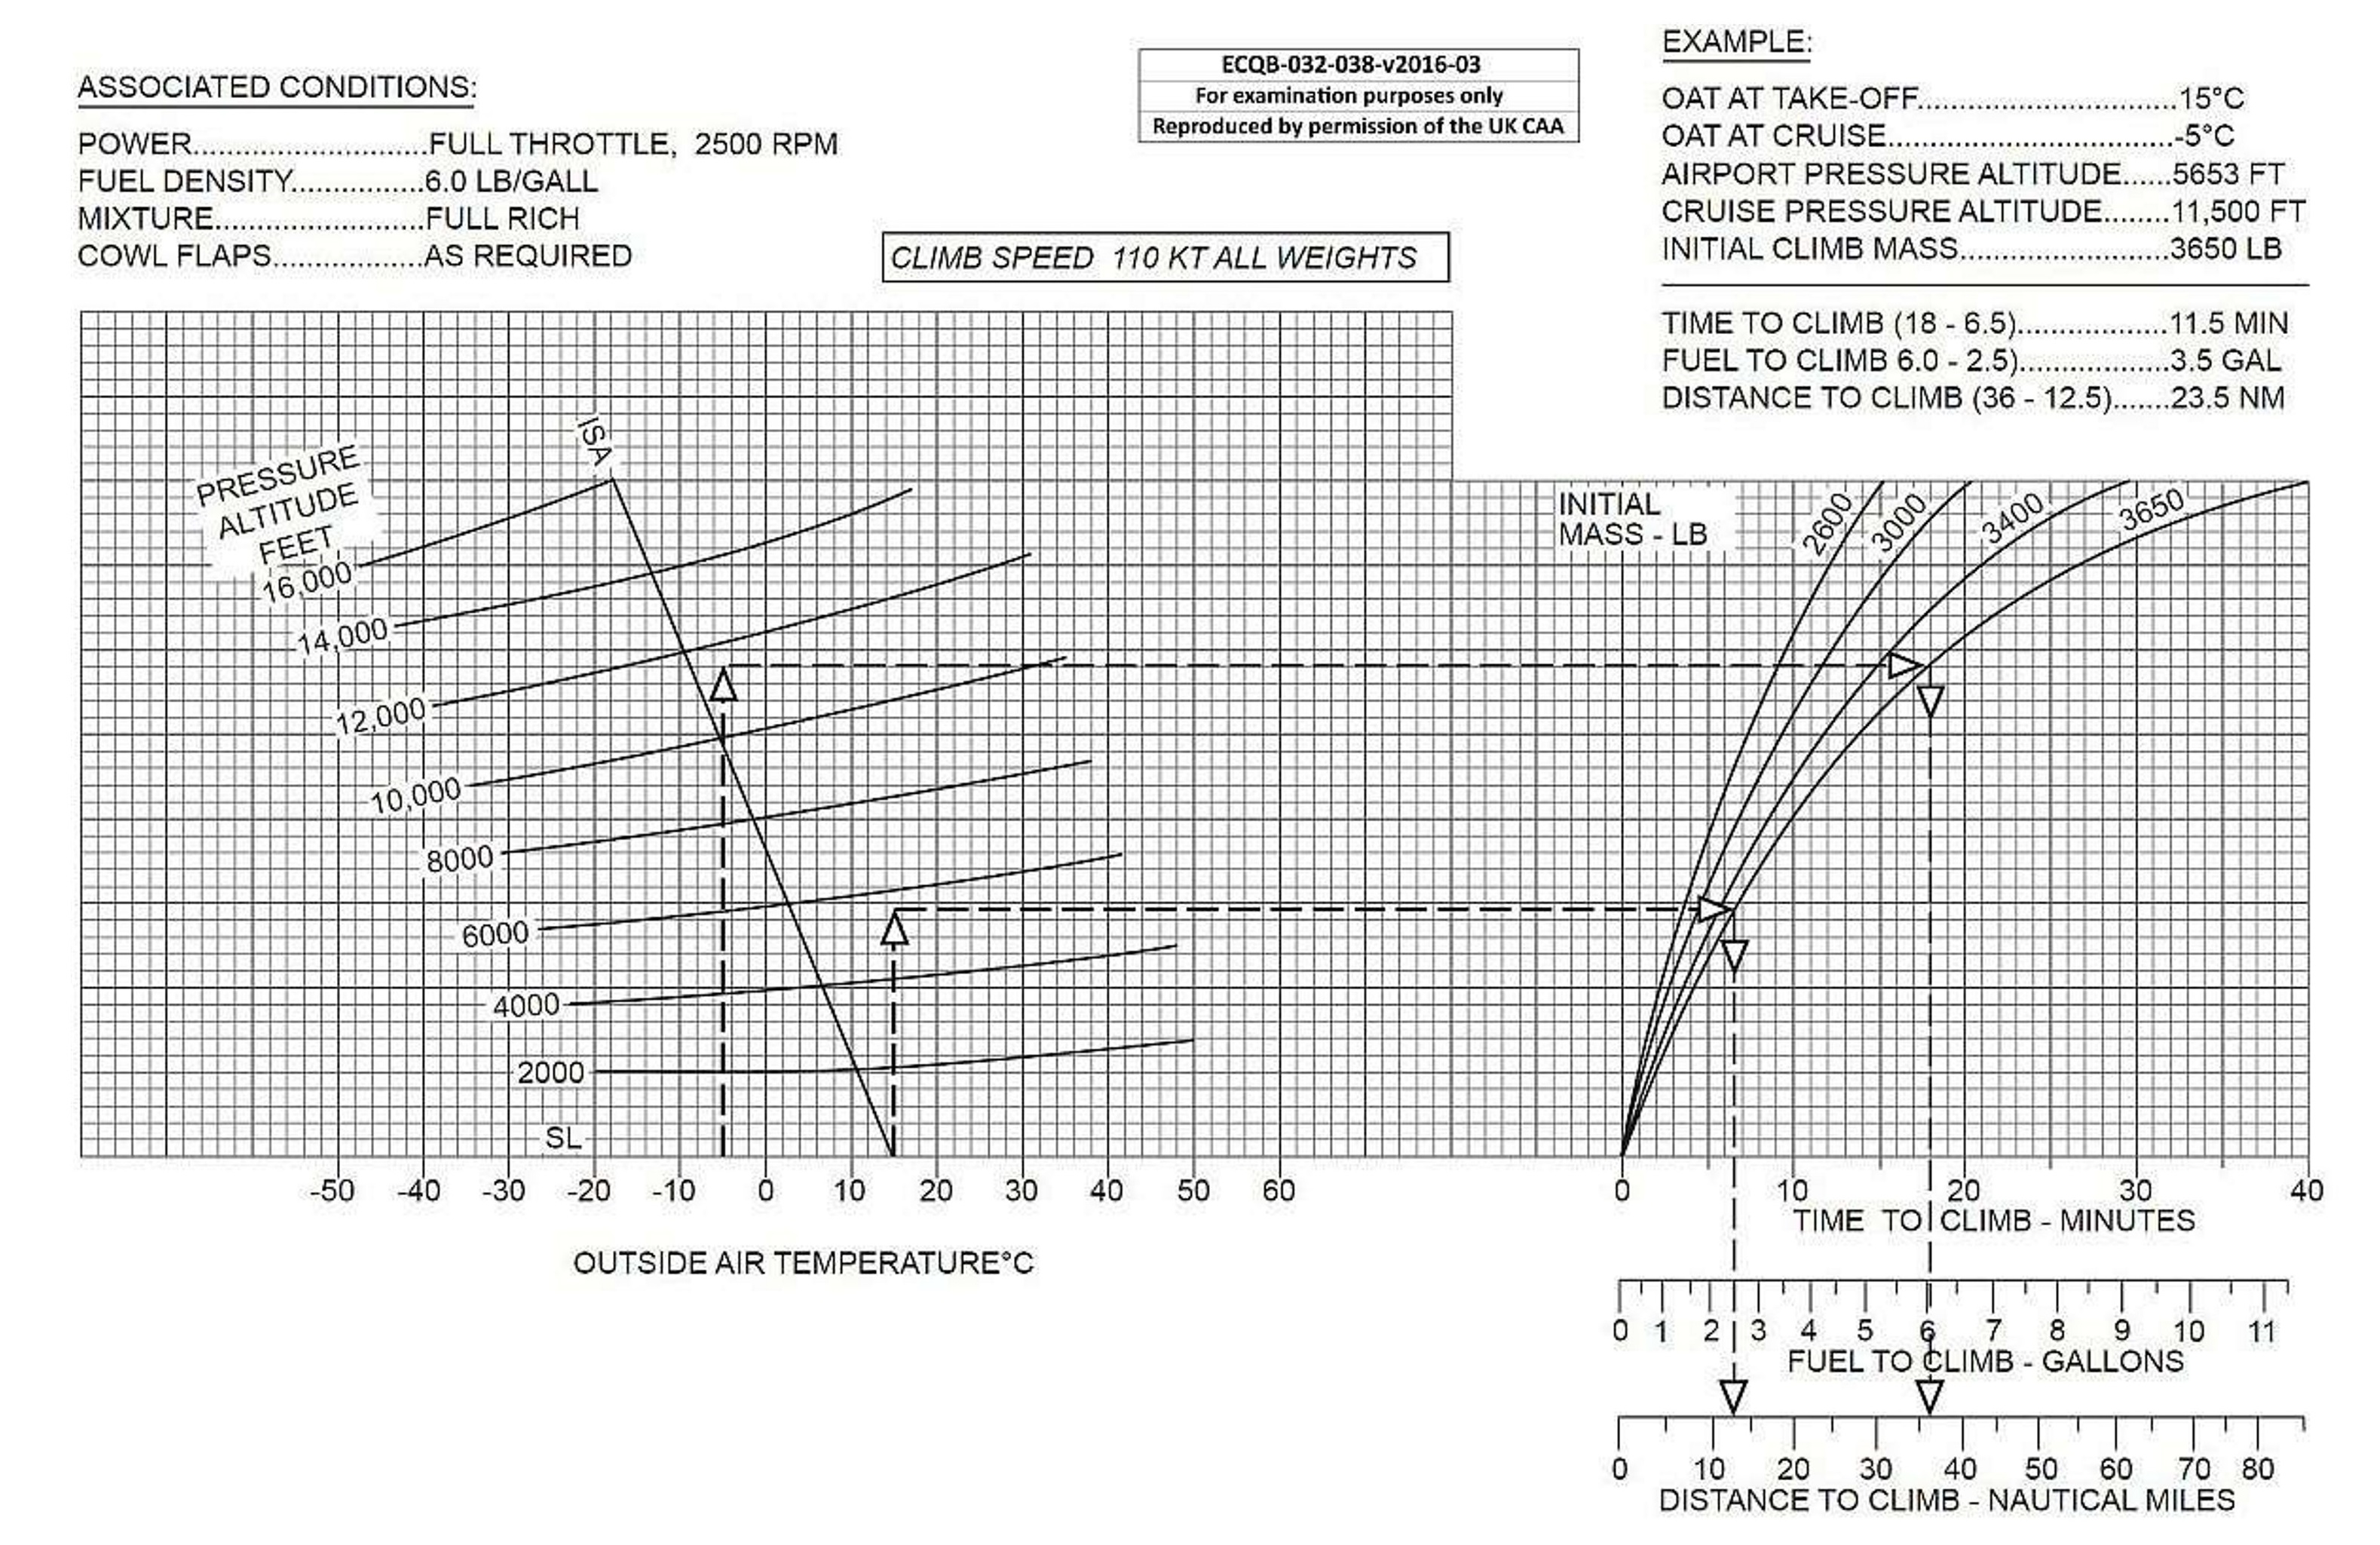 ECQB-032-038-v2016-03
For examination purposes only
Reproduced by permission of the UK CAA
ASSOCIATED CONDITIONS:
POWER...........................FULL THROTTLE, 2500 RPM
FUEL DENSITY................6.0 LB/GALL
MIXTURE........................FULL RICH
COWL FLAPS.................AS REQUIRED
CLIMB SPEED 110 KT ALL WEIGHTS
EXAMPLE:
OAT AT TAKE-OFF..............................15°C
OAT AT CRUISE.................................-5°C
AIRPORT PRESSURE ALTITUDE......5653 FT
CRUISE PRESSURE ALTITUDE........11,500 FT
INITIAL CLIMB MASS........................3650 LB
TIME TO CLIMB (18 - 6.5)..................11.5 MIN
FUEL TO CLIMB 6.0 - 2.5).................3.5 GAL
DISTANCE TO CLIMB (36 - 12.5).......23.5 NM
PRESSURE
ALTITUDE
FEET
ISA
16,000
14,000
12,000
10,000
8000
6000
4000
2000
SL
-50 -40 -30 -20 -10 0 10 20 30 40 50 60
OUTSIDE AIR TEMPERATURE°C
INITIAL
MASS - LB
2600
3000
3400
3650
0 10 20 30 40
TIME TO CLIMB - MINUTES
0 1 2 3 4 5 6 7 8 9 10 11
FUEL TO CLIMB - GALLONS
0 10 20 30 40 50 60 70 80
DISTANCE TO CLIMB - NAUTICAL MILES